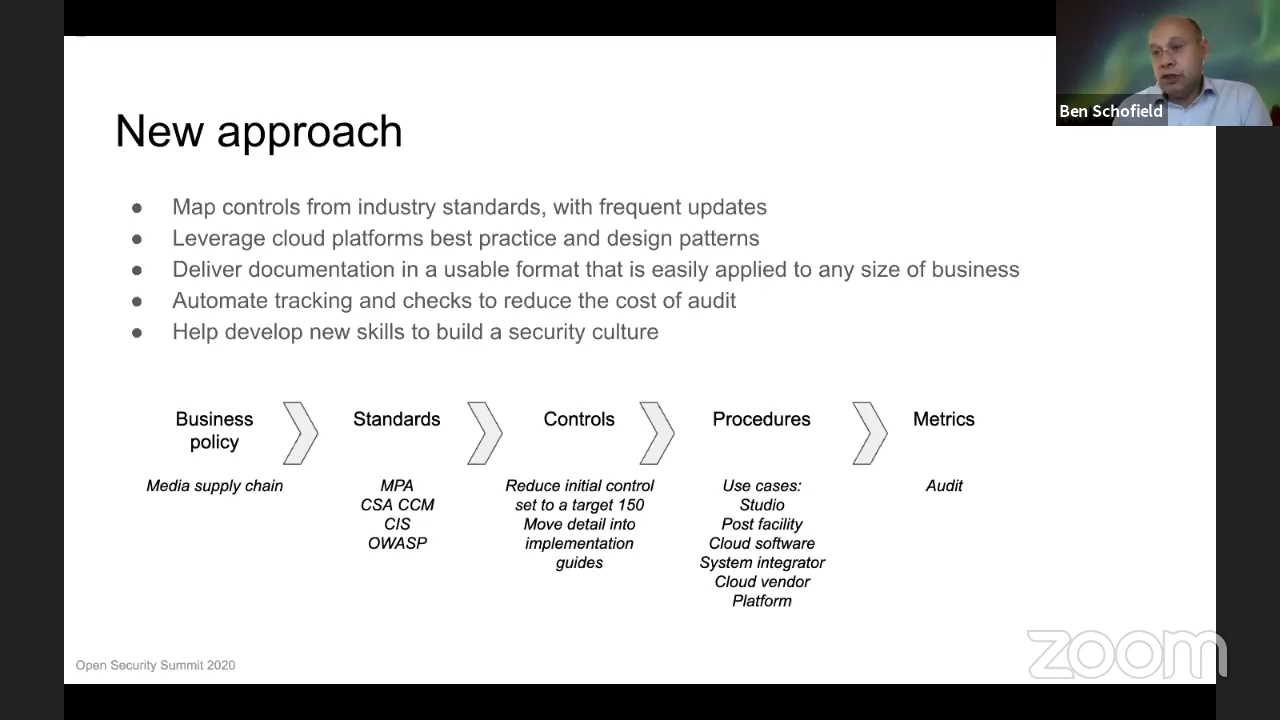 Ben Schofield
New approach
● Map controls from industry standards, with frequent updates
● Leverage cloud platforms best practice and design patterns
● Deliver documentation in a usable format that is easily applied to any size of business
● Automate tracking and checks to reduce the cost of audit
● Help develop new skills to build a security culture
Business
policy
Media supply chain
Standards
MPA
CSA CCM
CIS
OWASP
Controls
Reduce initial control
set to a target 150
Move detail into
implementation
guides
Procedures
Use cases:
Studio
Post facility
Cloud software
System integrator
Cloud vendor
Platform
Metrics
Audit
Open Security Summit 2020
zoom